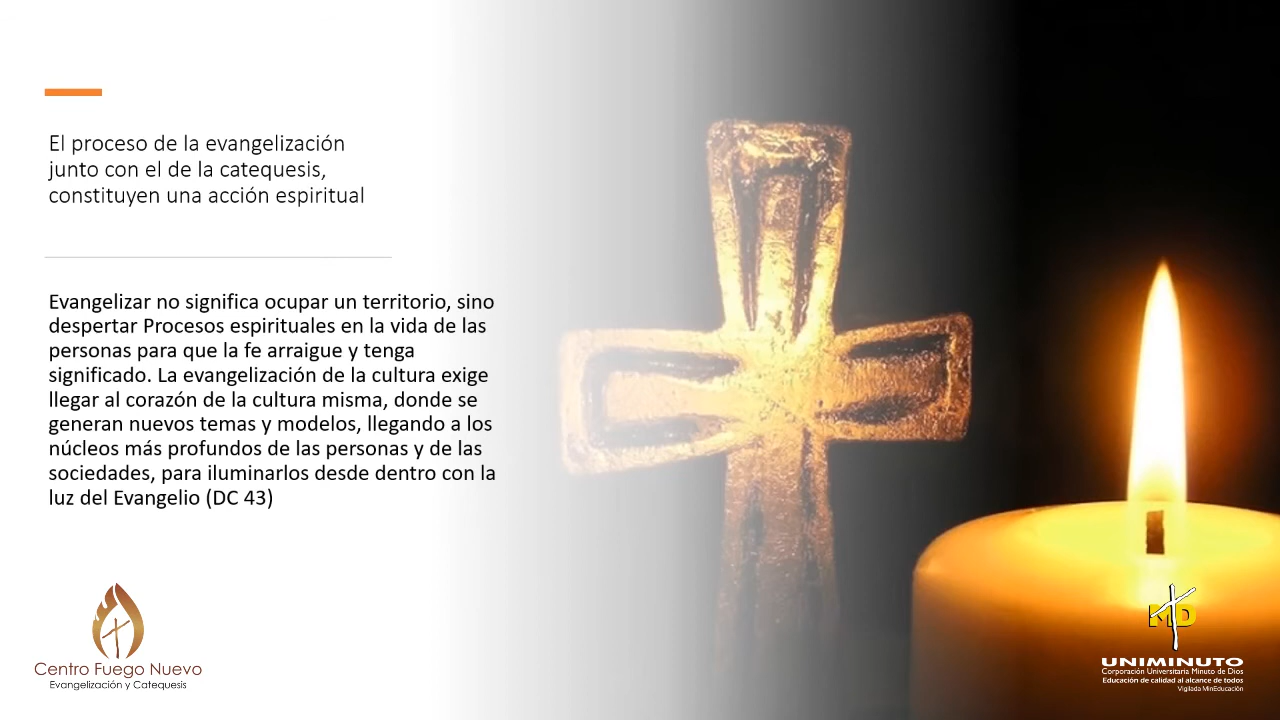 El proceso de la evangelización
junto con el de la catequesis,
constituyen una acción espiritual
Evangelizar no significa ocupar un territorio, sino
despertar Procesos espirituales en la vida de las
personas para que la fe arraigue y tenga
significado. La evangelización de la cultura exige
llegar al corazón de la cultura misma, donde se
generan nuevos temas y modelos, llegando a los
núcleos más profundos de las personas y de las
sociedades, para iluminarlos desde dentro con la
luz del Evangelio (DC 43)
Centro Fuego Nuevo
Evangelización y Catequesis
MD
UNIMINUTO
Corporación Universitaria Minuto de Dios
Educación de calidad al alcance de todos
Vigilada MinEducación